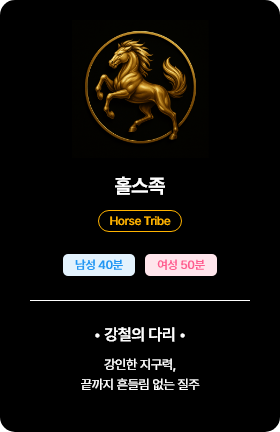 홀스족
Horse Tribe
남성 40분 여성 50분
• 강철의 다리 •
강인한 지구력,
끝까지 흔들림 없는 질주